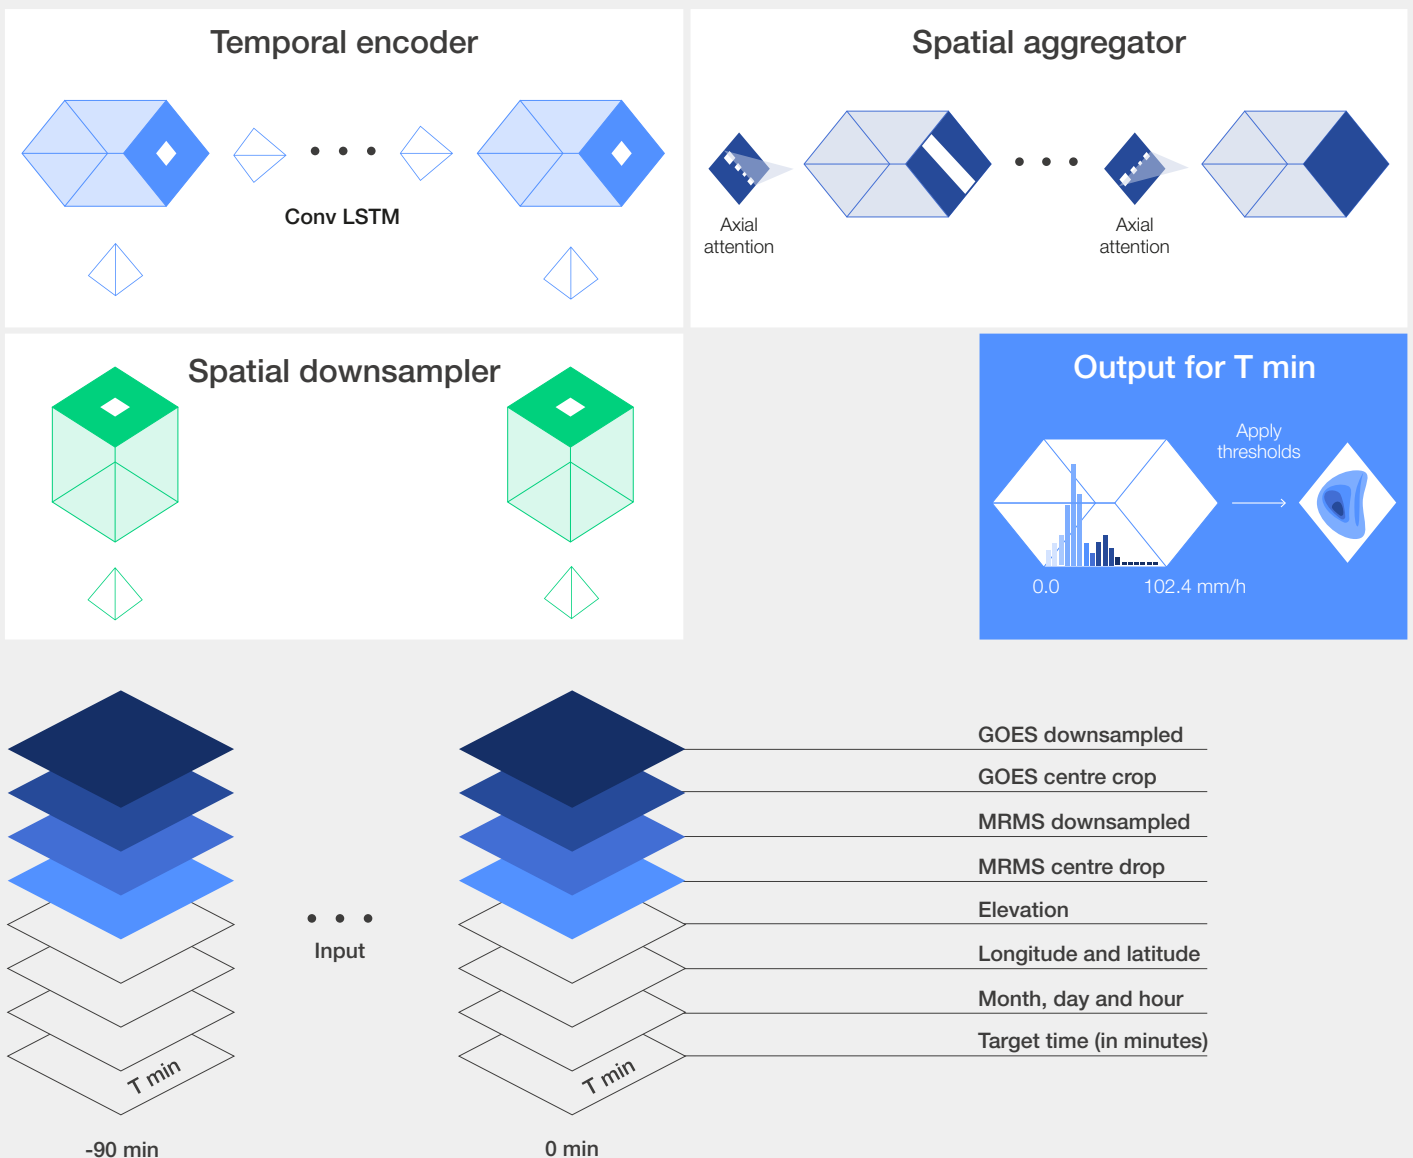 Temporal encoder
Conv LSTM
Spatial aggregator
Axial
attention
Axial
attention
Spatial downsampler
Output for T min
Apply
thresholds
0.0
102.4 mm/h
GOES downsampled
GOES centre crop
MRMS downsampled
MRMS centre drop
Elevation
Longitude and latitude
Month, day and hour
Target time (in minutes)
Input
T min
T min
-90 min
0 min